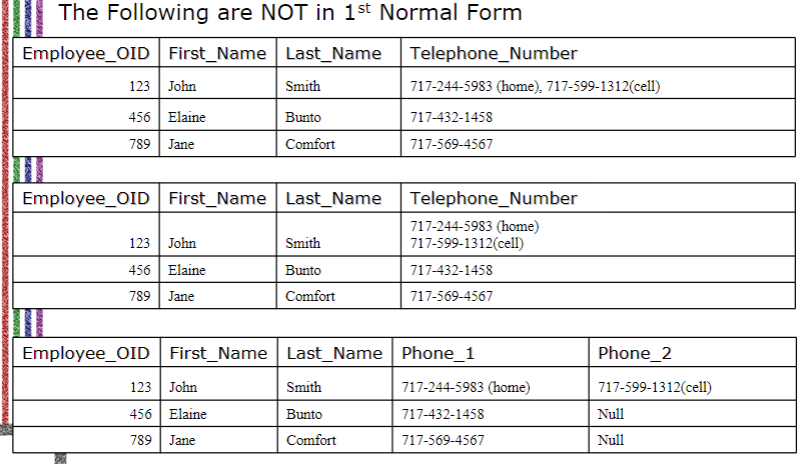 The Following are NOT in 1st Normal Form
Employee_OID First_Name Last_Name Telephone_Number
123 John Smith 717-244-5983 (home), 717-599-1312(cell)
456 Elaine Bunto 717-432-1458
789 Jane Comfort 717-569-4567
Employee_OID First_Name Last_Name Telephone_Number
717-244-5983 (home)
123 John Smith 717-599-1312(cell)
456 Elaine Bunto 717-432-1458
789 Jane Comfort 717-569-4567
Employee_OID First_Name Last_Name Phone_1 Phone_2
123 John Smith 717-244-5983 (home) 717-599-1312(cell)
456 Elaine Bunto 717-432-1458 Null
789 Jane Comfort 717-569-4567 Null